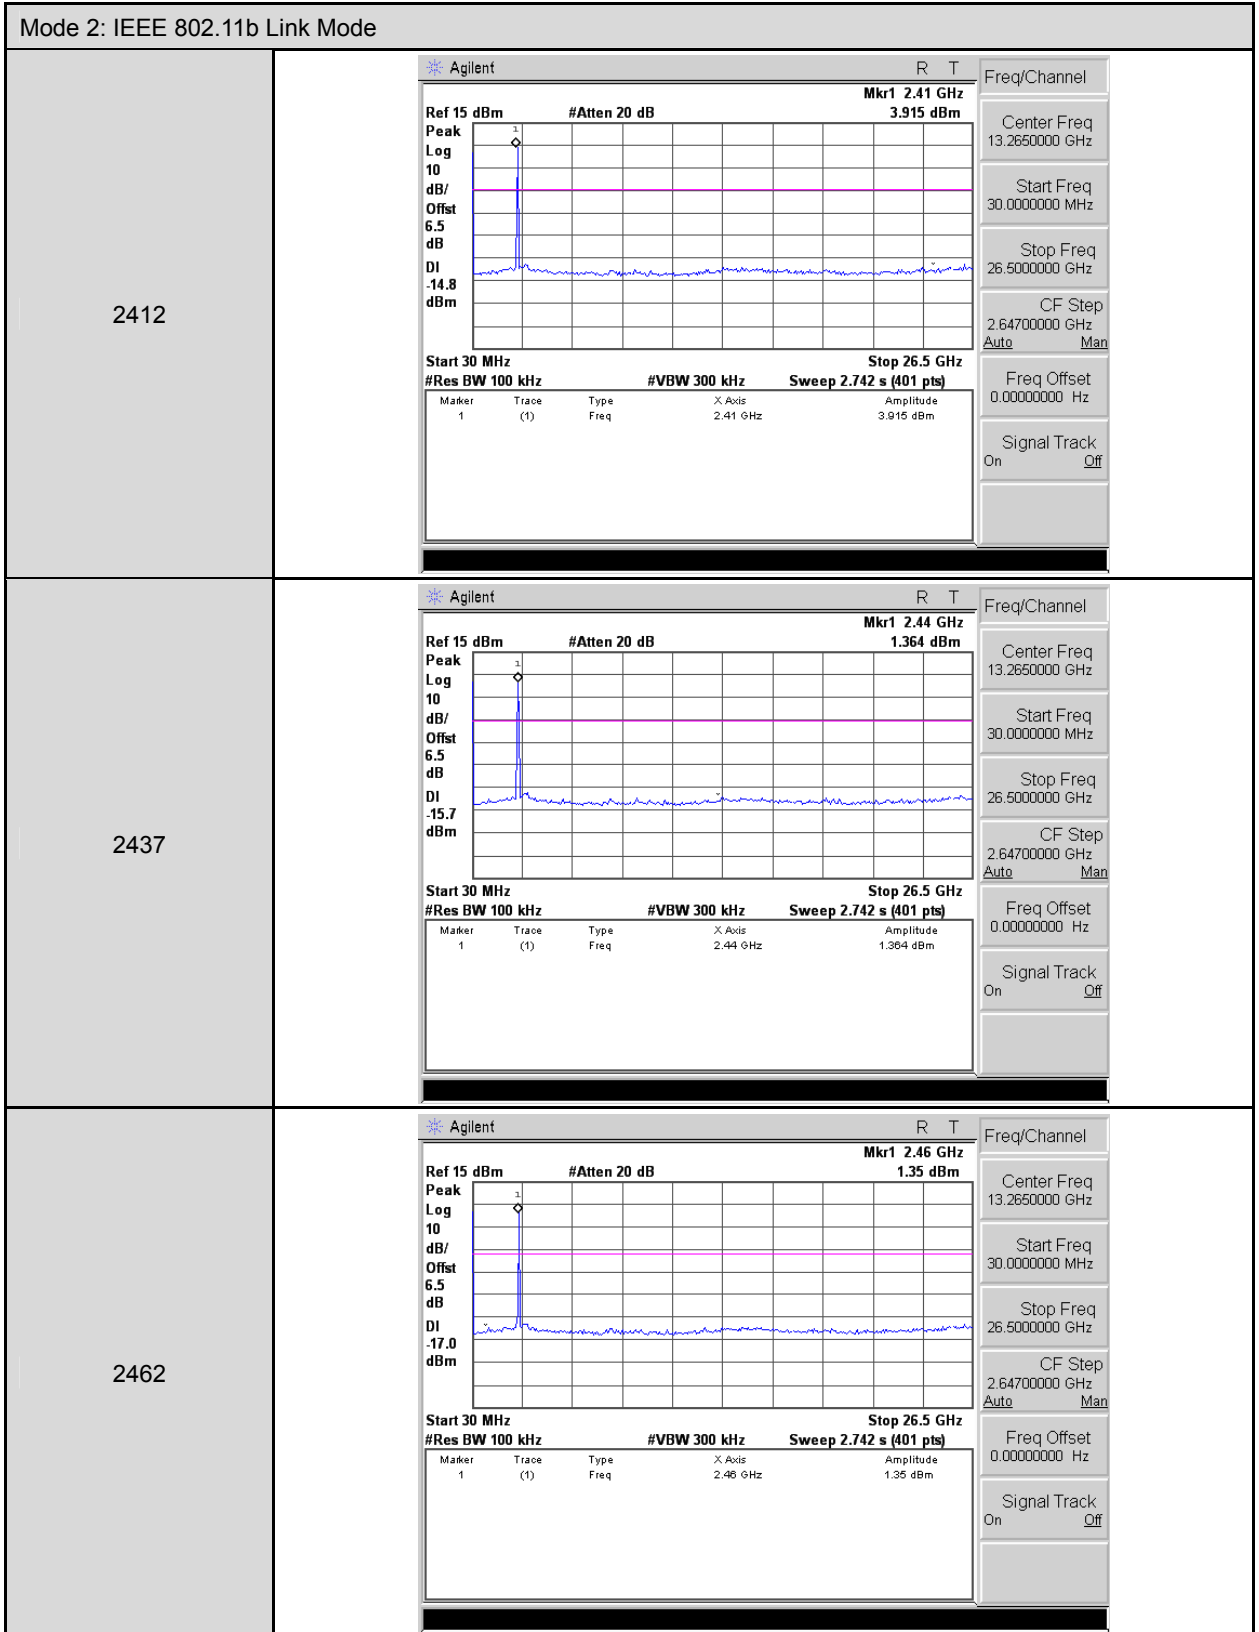 Mode 2: IEEE 802.11b Link Mode
2412
Agilent R T
Mkr1 2.41 GHz
Ref 15 dBm #Atten 20 dB 3.915 dBm
Peak
Log
10
dB/
Offst
6.5
dB
DI
-14.8
dBm
1
Start 30 MHz Stop 26.5 GHz
#Res BW 100 kHz #VBW 300 kHz Sweep 2.742 s (401 pts)
Marker Trace Type X Axis Amplitude
1 (1) Freq 2.41 GHz 3.915 dBm
Freq/Channel
Center Freq
13.2650000 GHz
Start Freq
30.0000000 MHz
Stop Freq
26.5000000 GHz
CF Step
2.64700000 GHz
Auto Man
Freq Offset
0.00000000 Hz
Signal Track
On Off
2437
Agilent R T
Mkr1 2.44 GHz
Ref 15 dBm #Atten 20 dB 1.364 dBm
Peak
Log
10
dB/
Offst
6.5
dB
DI
-15.7
dBm
1
Start 30 MHz Stop 26.5 GHz
#Res BW 100 kHz #VBW 300 kHz Sweep 2.742 s (401 pts)
Marker Trace Type X Axis Amplitude
1 (1) Freq 2.44 GHz 1.364 dBm
Freq/Channel
Center Freq
13.2650000 GHz
Start Freq
30.0000000 MHz
Stop Freq
26.5000000 GHz
CF Step
2.64700000 GHz
Auto Man
Freq Offset
0.00000000 Hz
Signal Track
On Off
2462
Agilent R T
Mkr1 2.46 GHz
Ref 15 dBm #Atten 20 dB 1.35 dBm
Peak
Log
10
dB/
Offst
6.5
dB
DI
-17.0
dBm
1
Start 30 MHz Stop 26.5 GHz
#Res BW 100 kHz #VBW 300 kHz Sweep 2.742 s (401 pts)
Marker Trace Type X Axis Amplitude
1 (1) Freq 2.46 GHz 1.35 dBm
Freq/Channel
Center Freq
13.2650000 GHz
Start Freq
30.0000000 MHz
Stop Freq
26.5000000 GHz
CF Step
2.64700000 GHz
Auto Man
Freq Offset
0.00000000 Hz
Signal Track
On Off